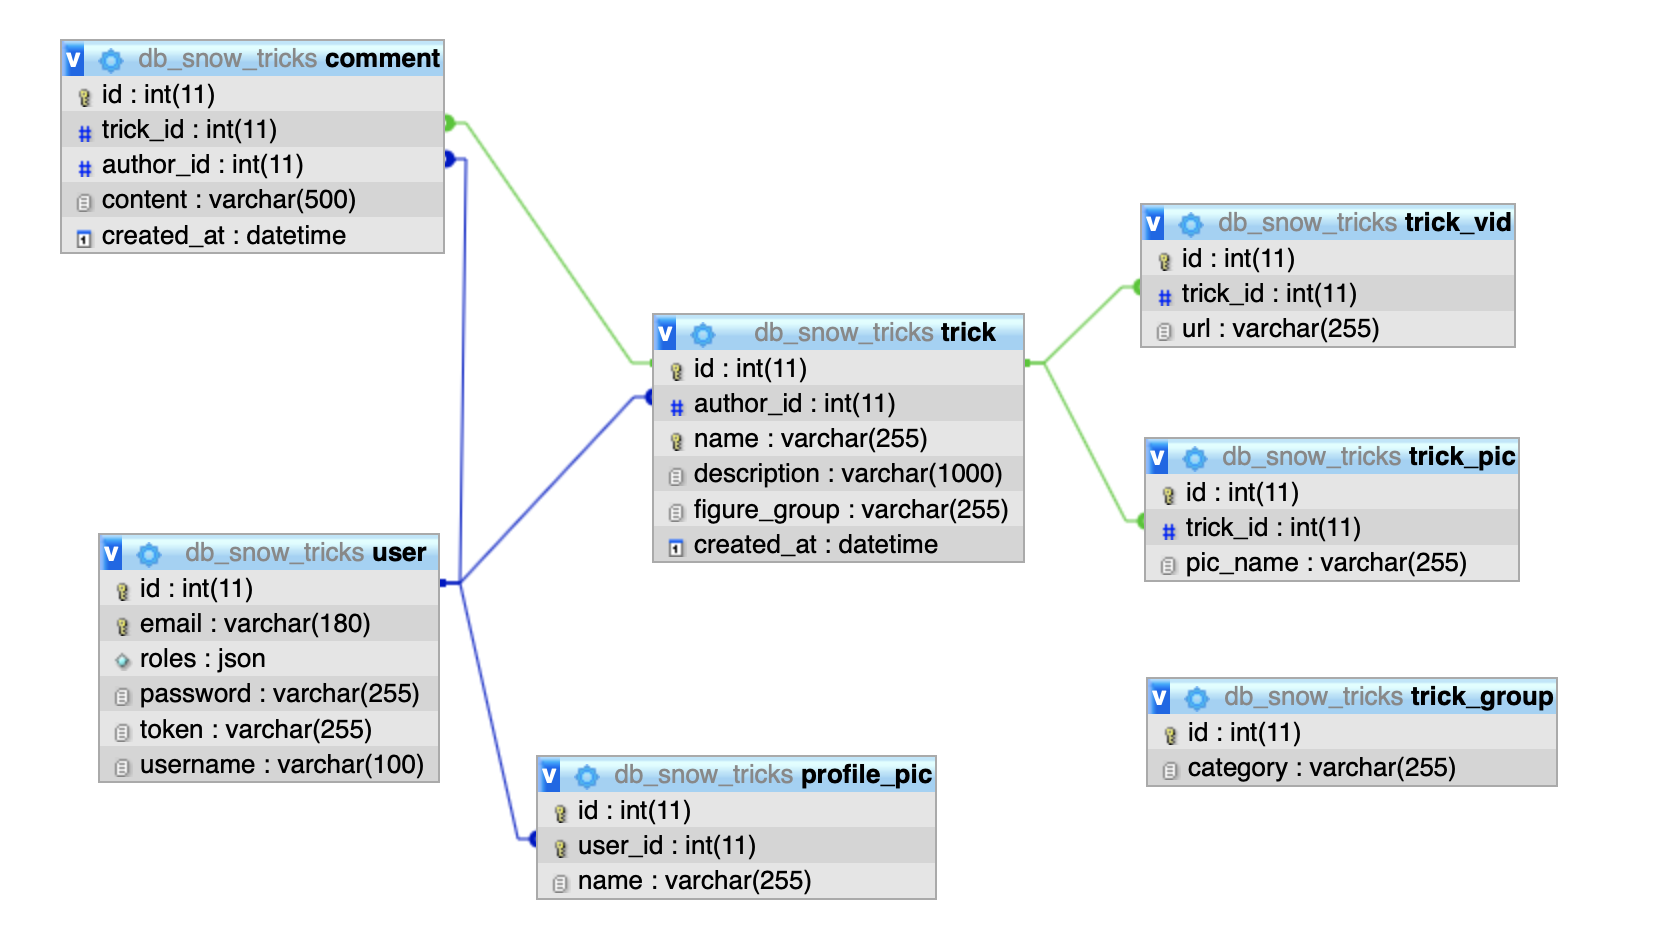 v db_snow_tricks comment
id : int(11)
# trick_id : int(11)
# author_id : int(11)
content : varchar(500)
created_at : datetime
v db_snow_tricks trick_vid
id : int(11)
# trick_id : int(11)
url : varchar(255)
v db_snow_tricks trick
id : int(11)
# author_id : int(11)
name : varchar(255)
description : varchar(1000)
figure_group : varchar(255)
created_at : datetime
v db_snow_tricks trick_pic
id : int(11)
# trick_id : int(11)
pic_name : varchar(255)
v db_snow_tricks user
id : int(11)
email : varchar(180)
roles : json
password : varchar(255)
token : varchar(255)
username : varchar(100)
v db_snow_tricks trick_group
id : int(11)
category : varchar(255)
v db_snow_tricks profile_pic
id : int(11)
user_id : int(11)
name : varchar(255)